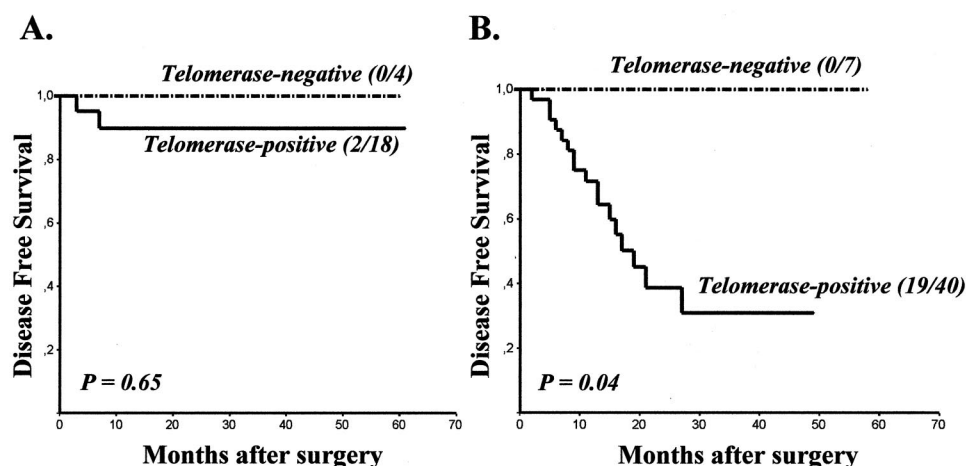 A.
Telomerase-negative (0/4)
1,0
Telomerase-positive (2/18)
,8
,6
,4
,2
Disease Free Survival
P = 0.65
0 10 20 30 40 50 60 70
Months after surgery
B.
Telomerase-negative (0/7)
1,0
,8
,6
,4
,2
Disease Free Survival
Telomerase-positive (19/40)
P = 0.04
0 10 20 30 40 50 60 70
Months after surgery